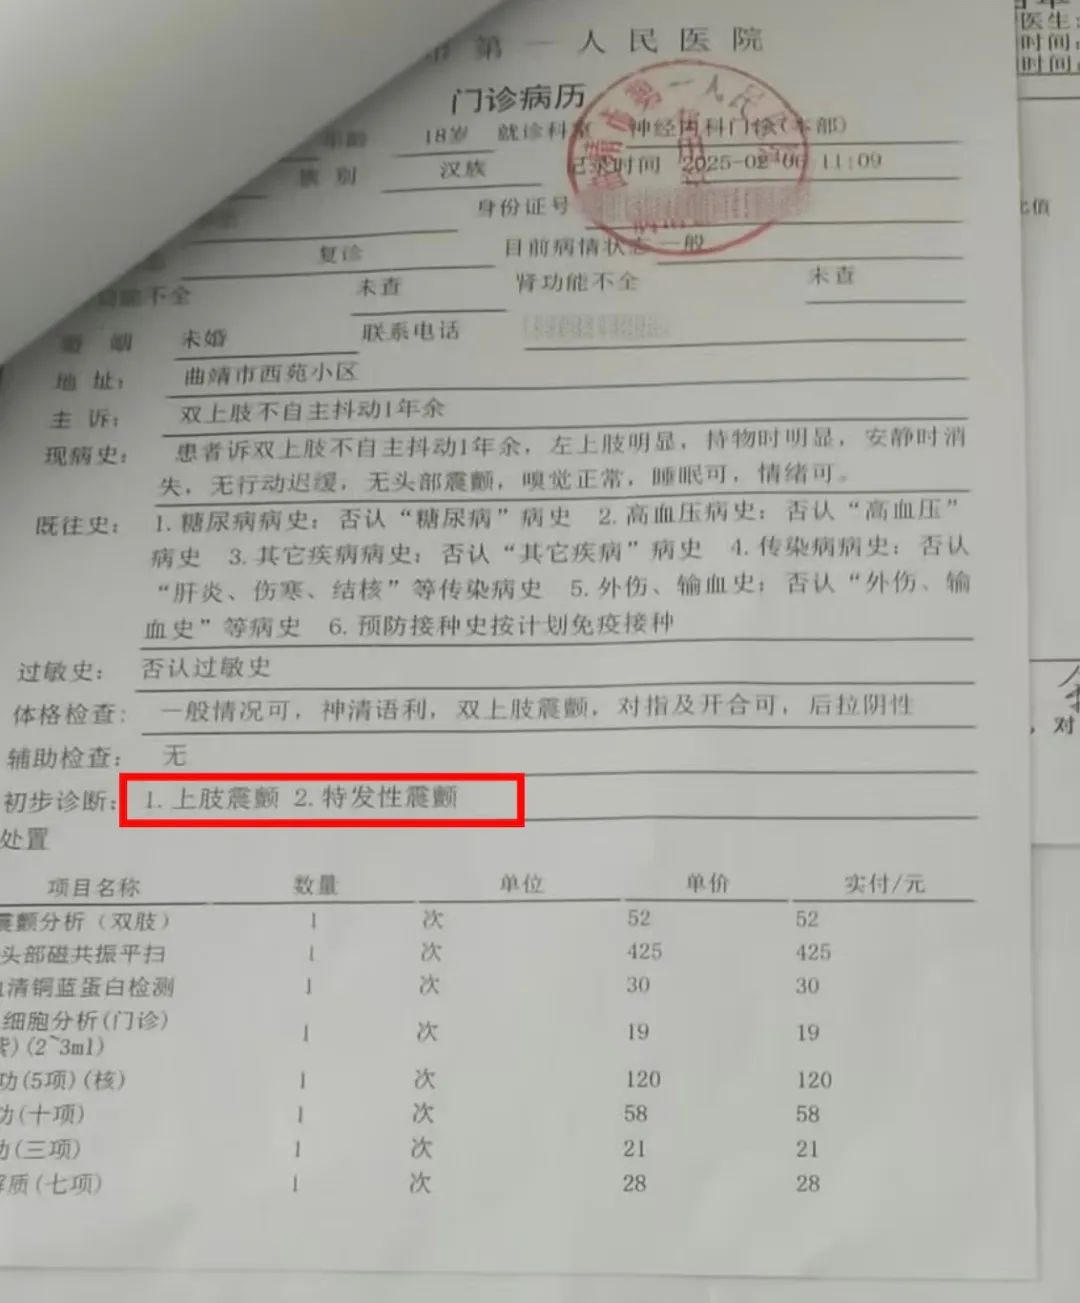 第一人民医院
门诊病历
年龄 18岁 就诊科室 神经内科门诊(本部)
族别 汉族 记录时间 2025-02-06 11:09
身份证号
复诊 目前病情状态 一般
功能不全 未查 肾功能不全 未查
婚姻 未婚 联系电话
地址: 曲靖市西苑小区
主诉: 双上肢不自主抖动1年余
现病史: 患者诉双上肢不自主抖动1年余，左上肢明显，持物时明显，安静时消
失，无行动迟缓，无头部震颤，嗅觉正常，睡眠可，情绪可。
既往史: 1.糖尿病病史：否认“糖尿病”病史 2.高血压病史：否认“高血压”
病史 3.其它疾病病史；否认“其它疾病”病史 4.传染病病史：否认
“肝炎、伤寒、结核”等传染病史 5.外伤、输血史；否认“外伤、输
血史”等病史 6.预防接种史按计划免疫接种
过敏史: 否认过敏史
体格检查: 一般情况可，神清语利，双上肢震颤，对指及开合可，后拉阴性
辅助检查: 无
初步诊断: 1.上肢震颤 2.特发性震颤
处置
项目名称 数量 单位 单价 实付/元
震颤分析（双肢） 1 次 52 52
头部磁共振平扫 1 次 425 425
清铜蓝蛋白检测 1 次 30 30
细胞分析(门诊)
(2~3ml) 1 次 19 19
功(5项)(核) 1 次 120 120
功(十项) 1 次 58 58
功(三项) 1 次 21 21
质(七项) 1 次 28 28
医生:
时间:
时间:
比值
，对